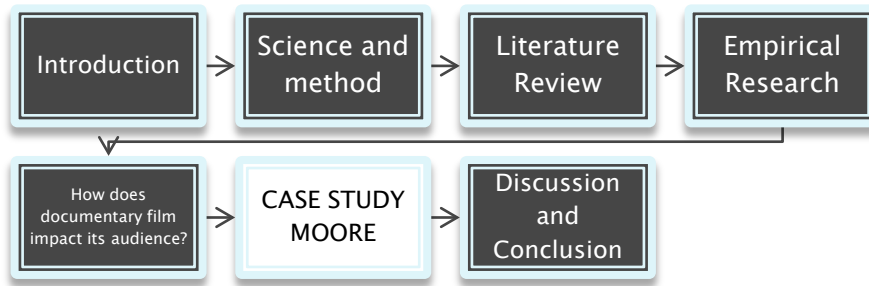 Introduction
Science and
method
Literature
Review
Empirical
Research
How does
documentary film
impact its audience?
CASE STUDY
MOORE
Discussion
and
Conclusion